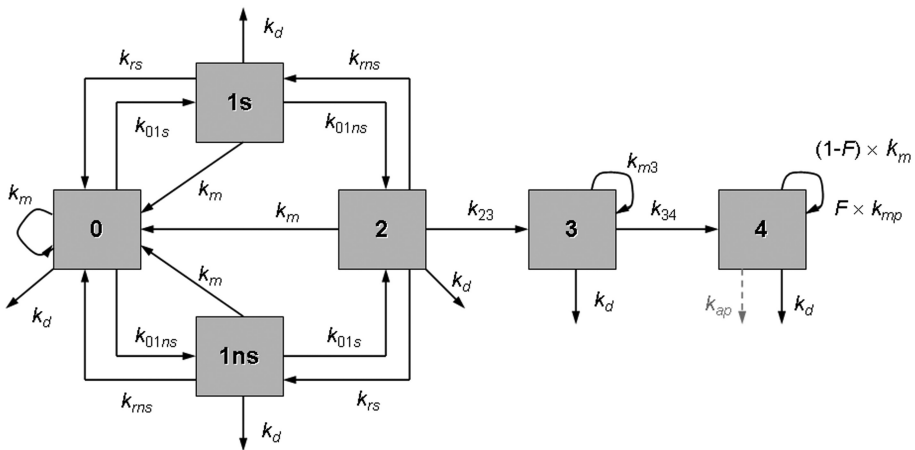 k_d
k_rs
k_rns
1s
k_01s
k_01ns
(1-F) × k_m
k_m
k_m
k_m3
k_m
0
k_m
2
k_23
3
k_34
4
F × k_mp
k_m
k_d
k_d
k_d
k_ap
k_d
k_01ns
1ns
k_01s
k_rns
k_rs
k_d